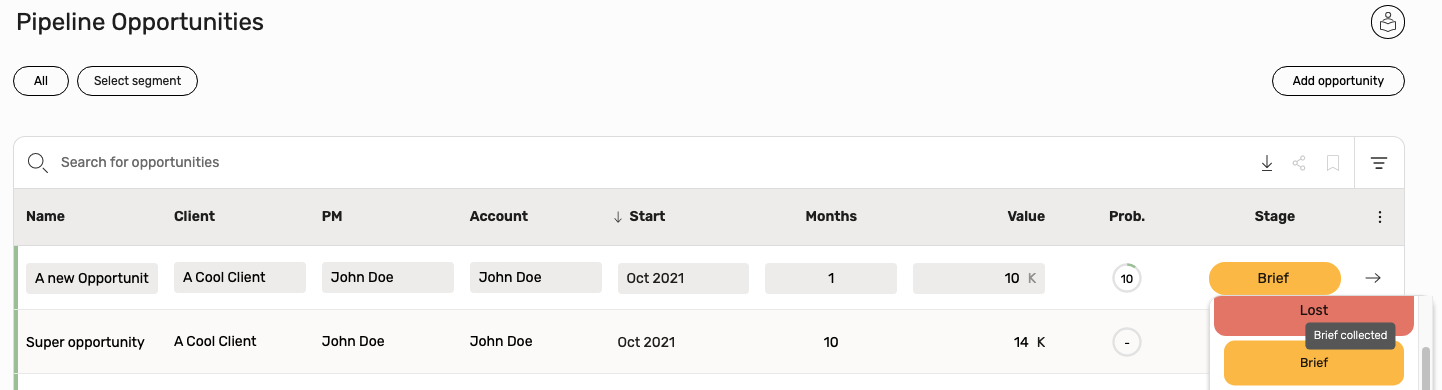 Pipeline Opportunities
All Select segment Add opportunity
Search for opportunities
Name Client PM Account Start Months Value Prob. Stage
A new Opportunit A Cool Client John Doe John Doe Oct 2021 1 10 K 10 Brief
Lost
Brief collected
Super opportunity A Cool Client John Doe John Doe Oct 2021 10 14 K -
Brief